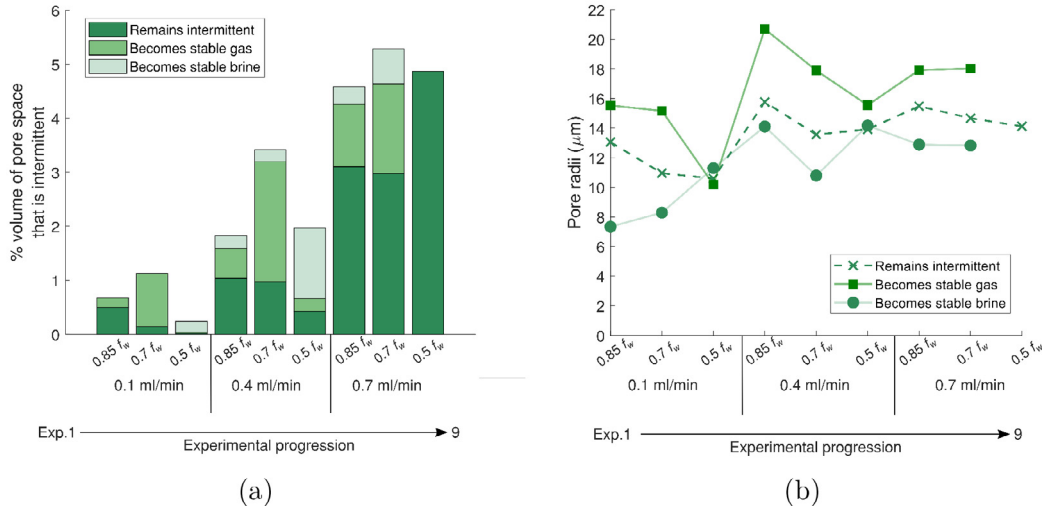 6
5
4
3
2
1
0
% volume of pore space
that is intermittent
Remains intermittent
Becomes stable gas
Becomes stable brine
0.85 fw
0.7 fw
0.5 fw
0.85 fw
0.7 fw
0.5 fw
0.85 fw
0.7 fw
0.5 fw
0.1 ml/min
0.4 ml/min
0.7 ml/min
Exp.1
9
Experimental progression
(a)
22
20
18
16
14
12
10
8
6
4
2
0
Pore radii (μm)
Remains intermittent
Becomes stable gas
Becomes stable brine
0.85 fw
0.7 fw
0.5 fw
0.85 fw
0.7 fw
0.5 fw
0.85 fw
0.7 fw
0.5 fw
0.1 ml/min
0.4 ml/min
0.7 ml/min
Exp.1
9
Experimental progression
(b)